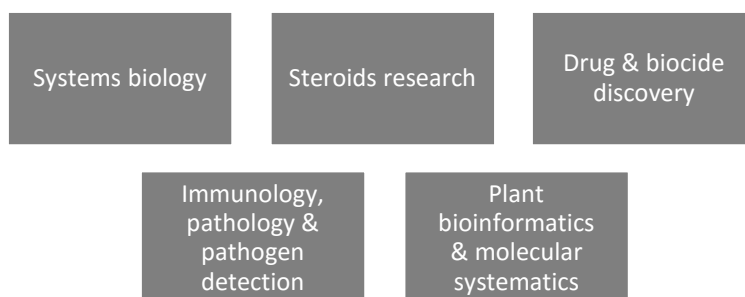 Systems biology
Steroids research
Drug & biocide
discovery
Immunology,
pathology &
pathogen
detection
Plant
bioinformatics
& molecular
systematics